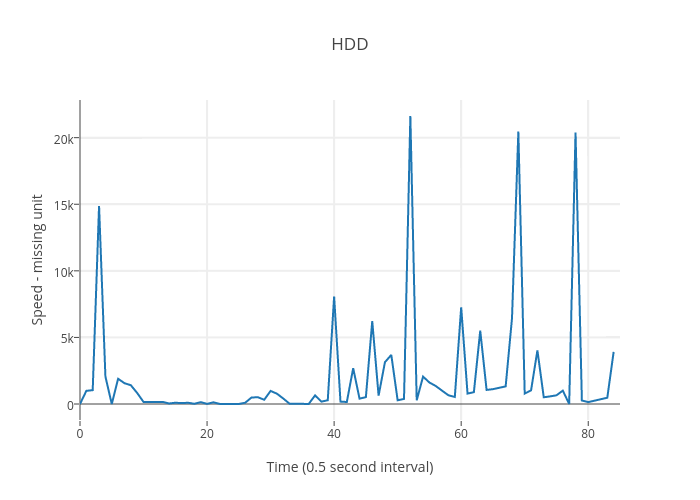 HDD
20k
15k
10k
5k
0
Speed - missing unit
0 20 40 60 80
Time (0.5 second interval)